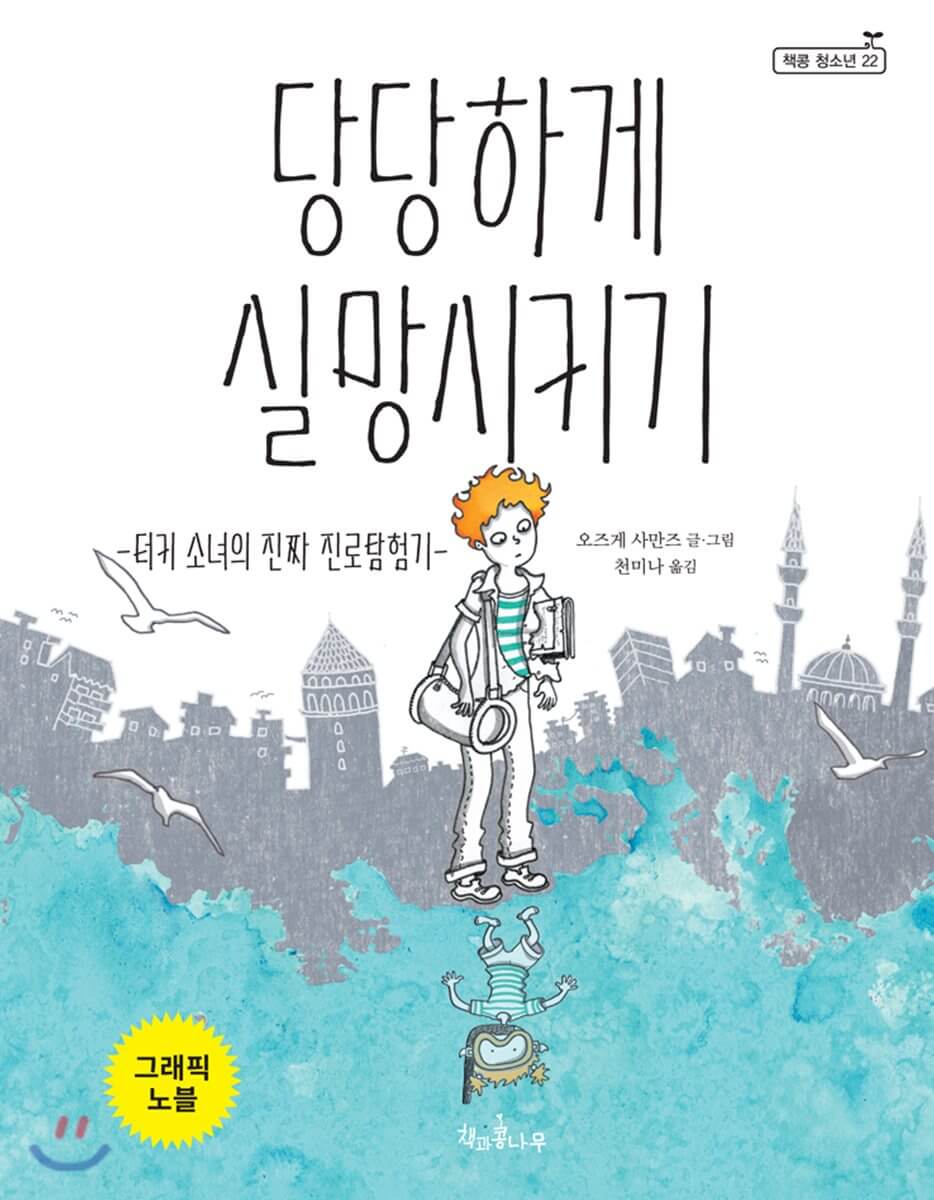 책콩 청소년 22
당당하게
실망시키기
-터키 소녀의 진짜 진로탐험기-
오즈게 사만즈 글·그림
천미나 옮김
그래픽
노블
책과콩나무